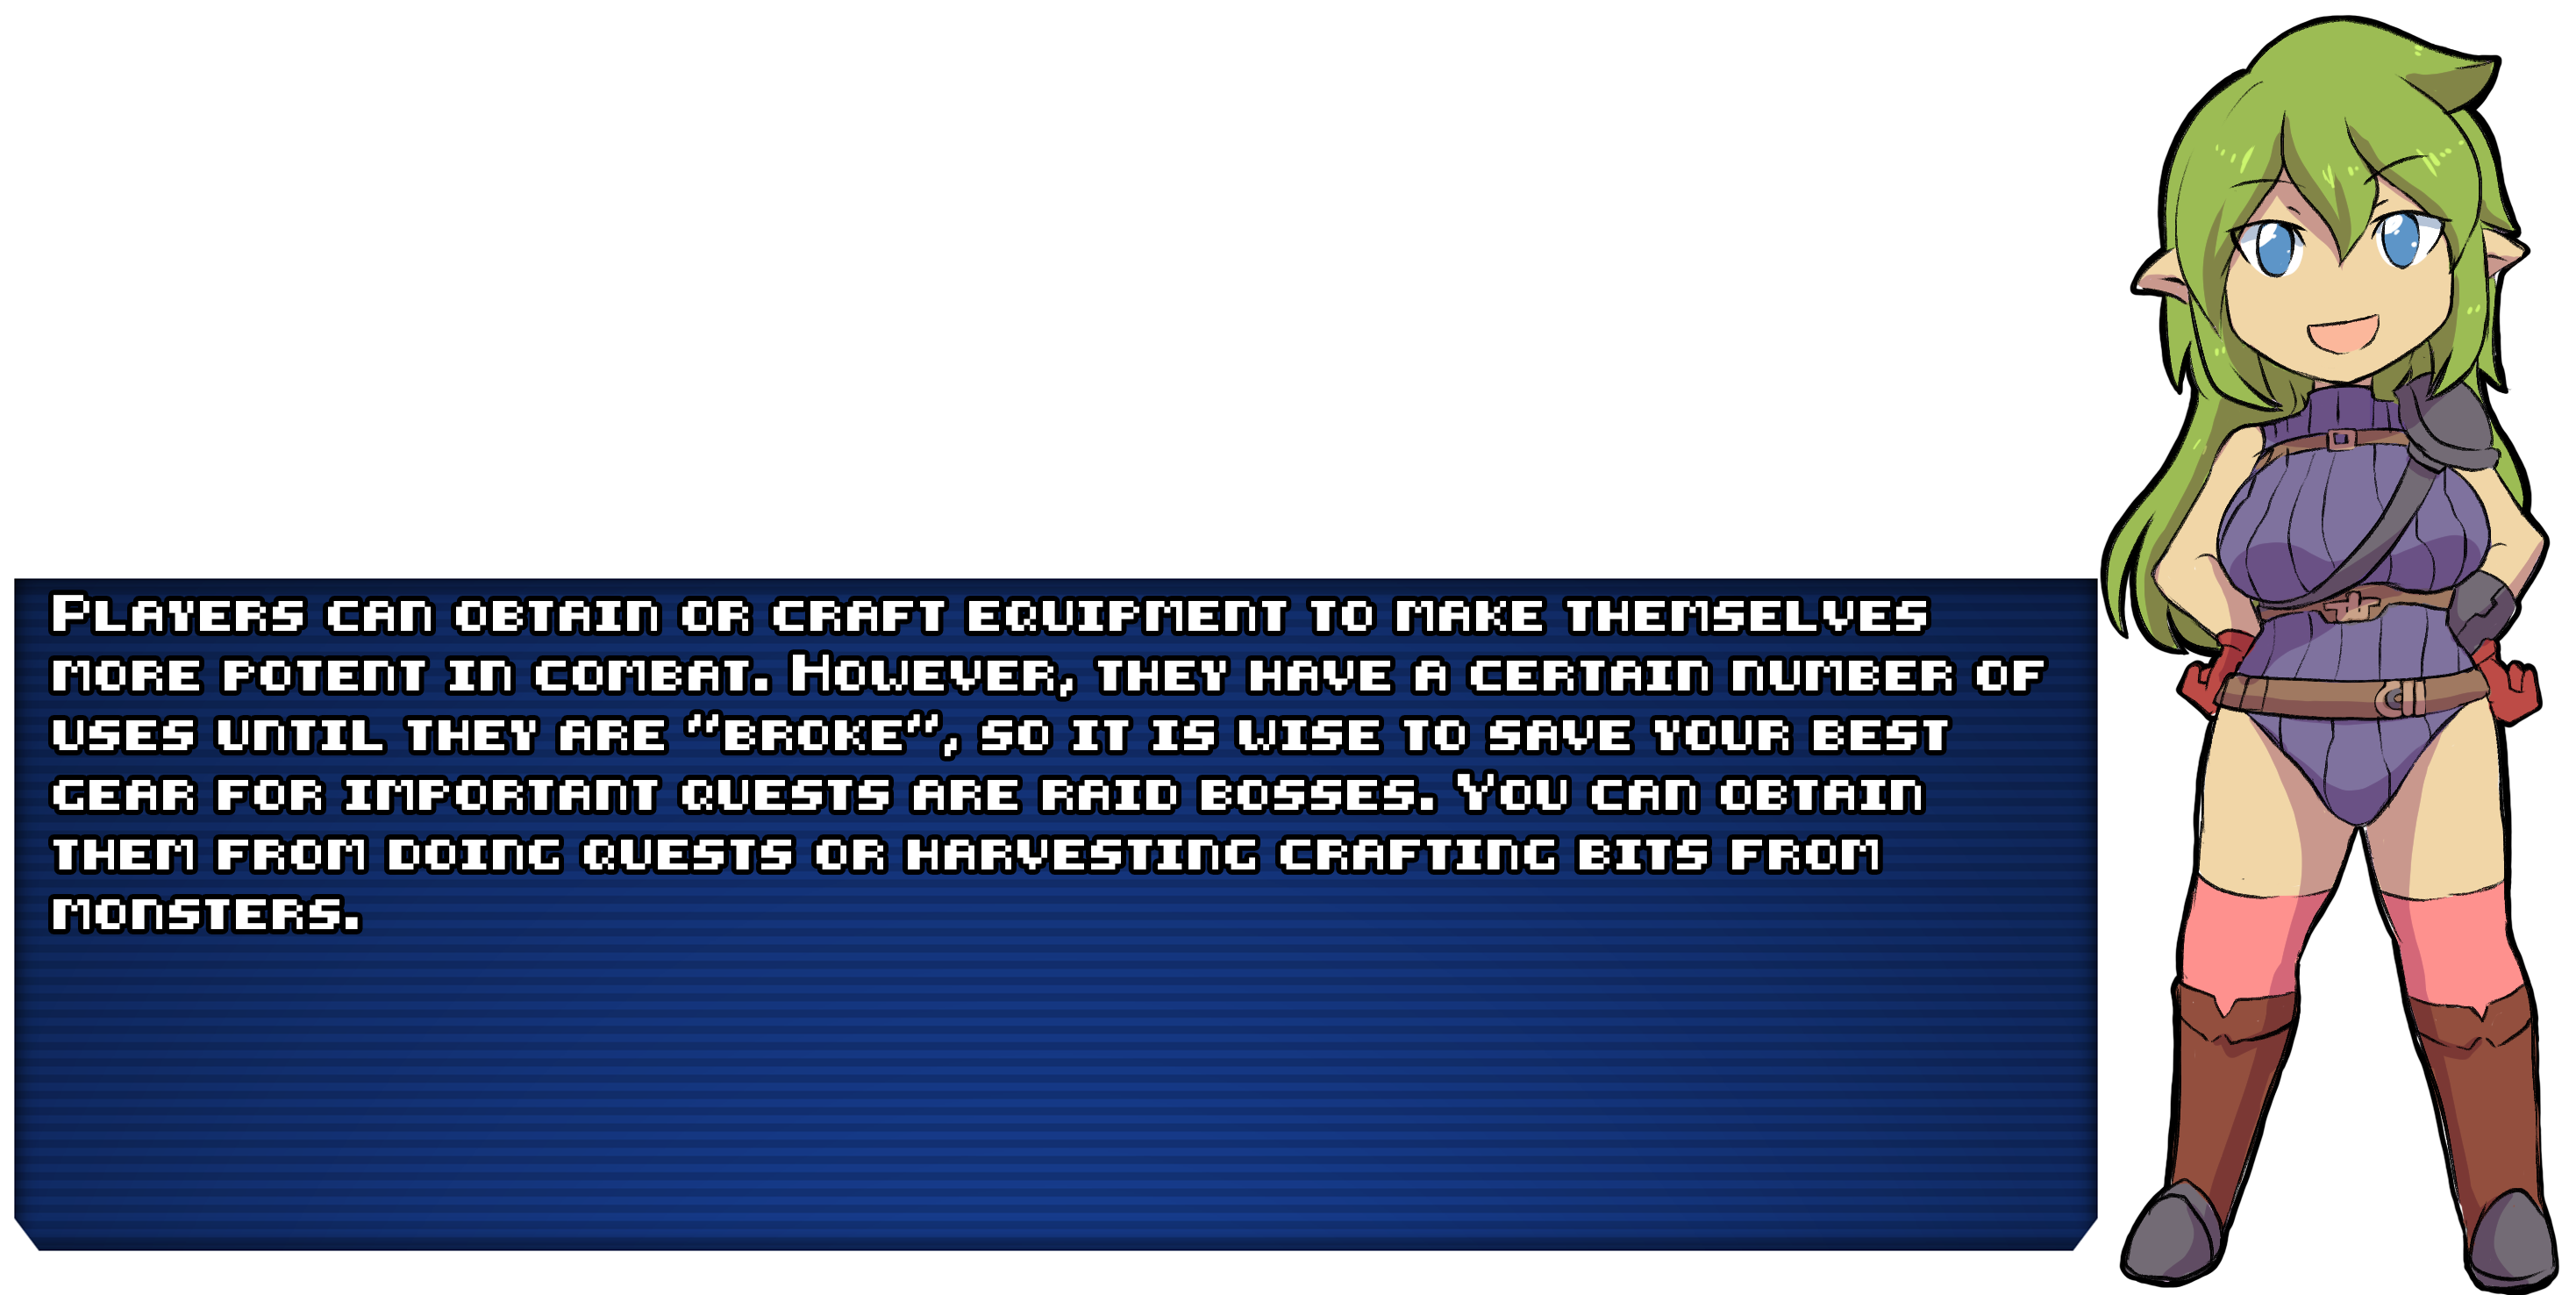 Players can obtain or craft equipment to make themselves
more potent in combat. However, they have a certain number of
uses until they are "broke", so it is wise to save your best
gear for important quests are raid bosses. You can obtain
them from doing quests or harvesting crafting bits from
monsters.